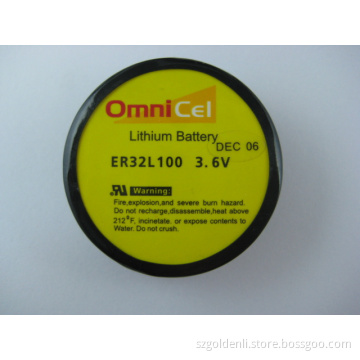 OmniCel
Lithium Battery
DEC 06
ER32L100 3.6V
Warning:
Fire,explosion,and severe burn hazard.
Do not recharge,disassemble,heat above
212°F, incinetate. or expose contents to
Water. Do not crush.
szgoldenli.store.bossgoo.com